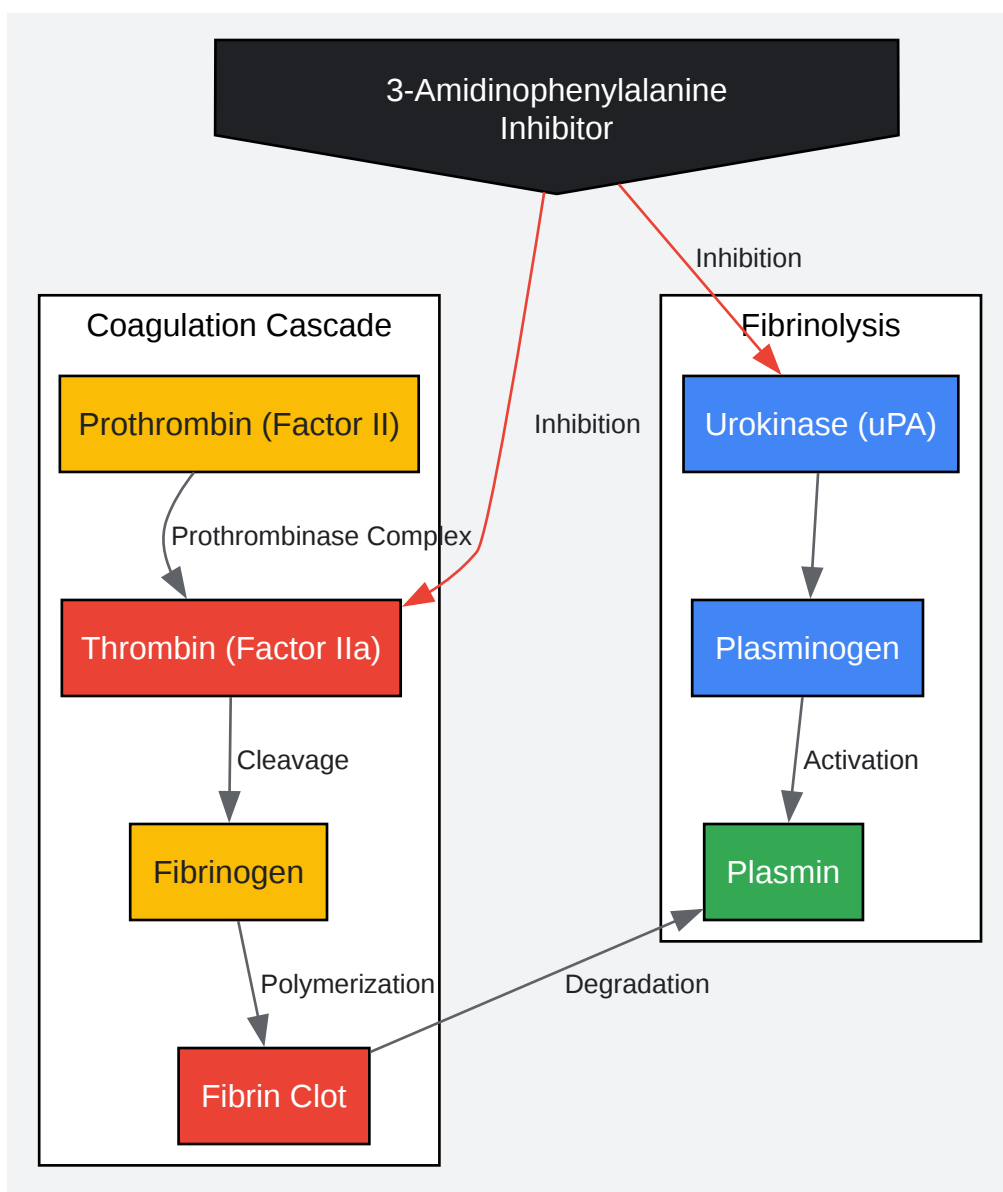 3-Amidinophenylalanine
Inhibitor
Inhibition
Coagulation Cascade
Fibrinolysis
Prothrombin (Factor II)
Inhibition
Urokinase (uPA)
Prothrombinase Complex
Thrombin (Factor IIa)
Plasminogen
Cleavage
Activation
Fibrinogen
Plasmin
Polymerization
Degradation
Fibrin Clot